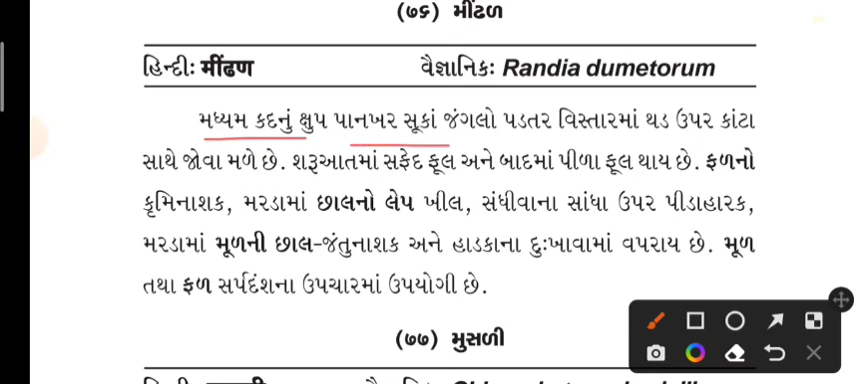 (૭૬) મીંઢળ
હિન્દીઃ મીંઢણ વૈજ્ઞાનિકઃ Randia dumetorum
મધ્યમ કદનું ક્ષુપ પાનખર સૂકાં જંગલો પડતર વિસ્તારમાં થડ ઉપર કાંટા
સાથે જોવા મળે છે. શરૂઆતમાં સફેદ ફૂલ અને બાદમાં પીળા ફૂલ થાય છે. ફળનો
કૃમિનાશક, મરડામાં છાલનો લેપ ખીલ, સંધીવાના સાંધા ઉપર પીડાહારક,
મરડામાં મૂળની છાલ-જંતુનાશક અને હાડકાના દુઃખાવામાં વપરાય છે. મૂળ
તથા ફળ સર્પદંશના ઉપચારમાં ઉપયોગી છે.
(૭૭) મુસળી